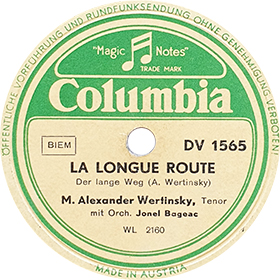 ÖFFENTLICHE VORFÜHRUNG UND RUNDFUNKSENDUNG OHNE GENEHMIGUNG VERBOTEN
"Magic Notes"
TRADE MARK
Columbia
BIEM
DV 1565
LA LONGUE ROUTE
Der lange Weg (A. Wertinsky)
M. Alexander Wertinsky, Tenor
mit Orch. Jonel Bageac
WL 2160
MADE IN AUSTRIA